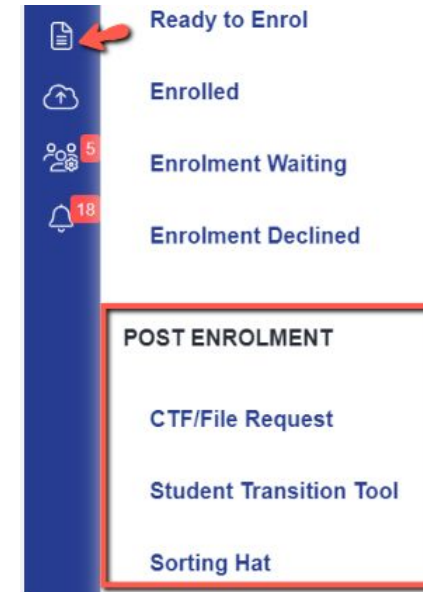 Ready to Enrol
Enrolled
5
Enrolment Waiting
18
Enrolment Declined
POST ENROLMENT
CTF/File Request
Student Transition Tool
Sorting Hat